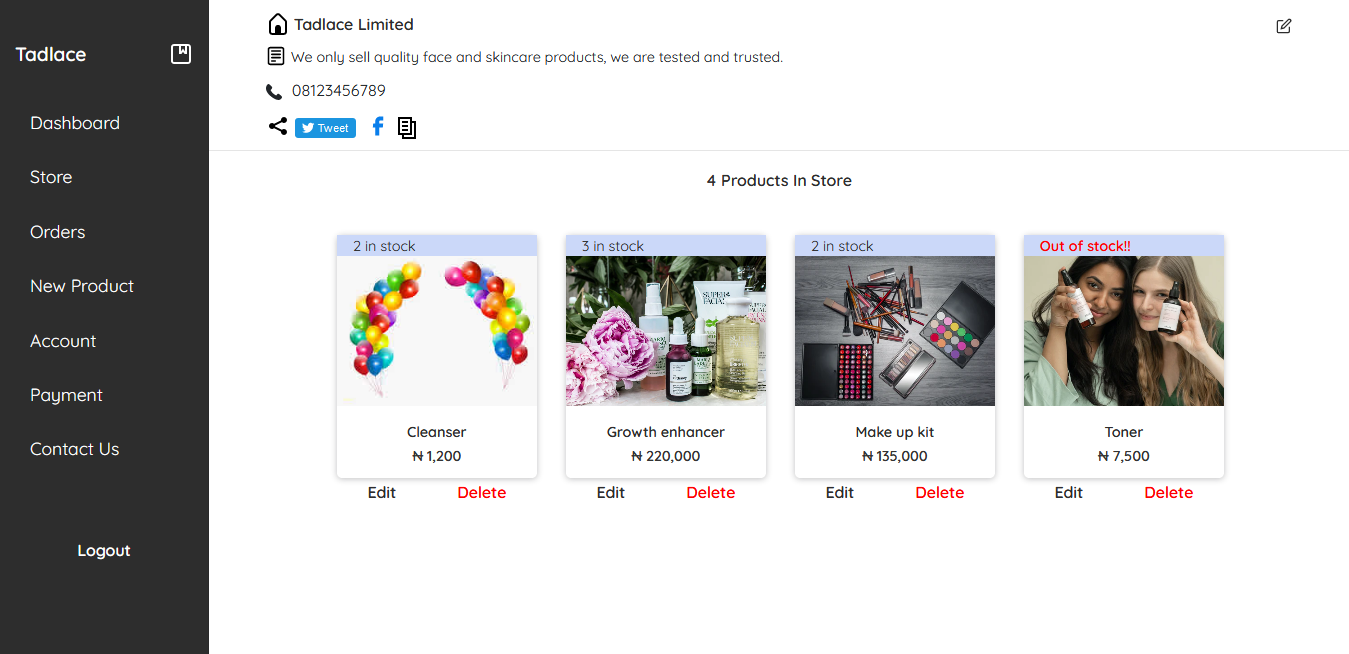 Tadlace
Dashboard
Store
Orders
New Product
Account
Payment
Contact Us
Logout
Tadlace Limited
We only sell quality face and skincare products, we are tested and trusted.
08123456789
Tweet
4 Products In Store
2 in stock
Cleanser
₦ 1,200
Edit Delete
3 in stock
SUPER
FACIAL
Growth enhancer
₦ 220,000
Edit Delete
2 in stock
Make up kit
₦ 135,000
Edit Delete
Out of stock!!
Toner
₦ 7,500
Edit Delete